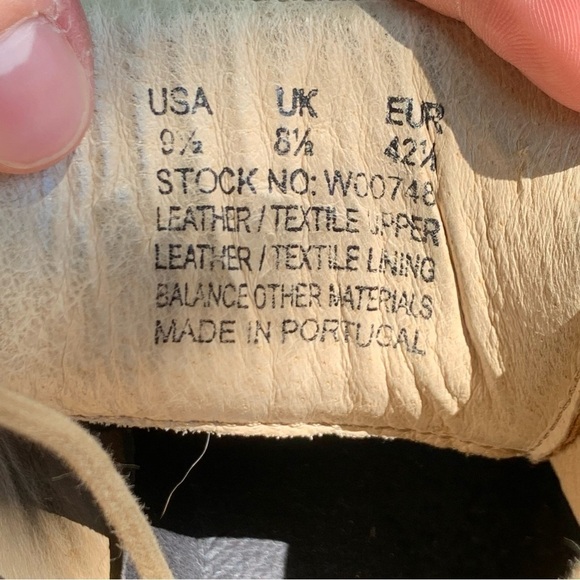 USA UK EUR
9½ 8½ 42½
STOCK NO: W00748
LEATHER / TEXTILE UPPER
LEATHER / TEXTILE LINING
BALANCE OTHER MATERIALS
MADE IN PORTUGAL